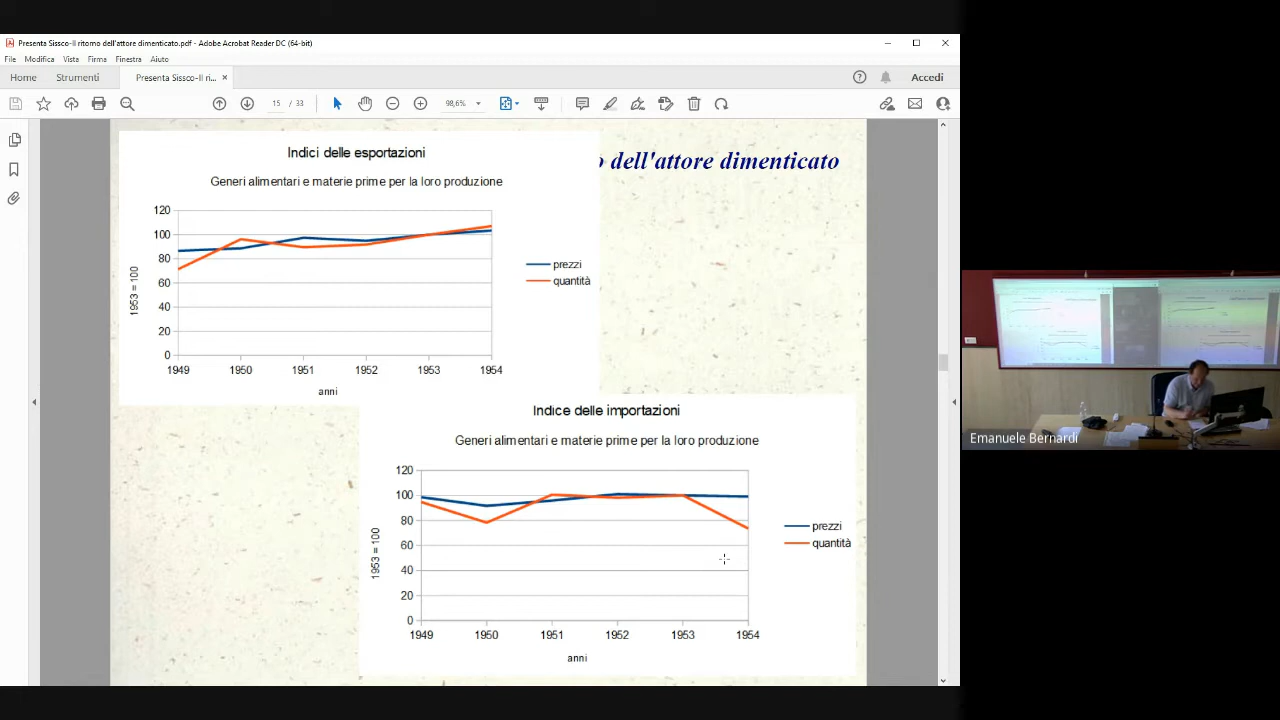 Presenta Sissco-Il ritorno dell'attore dimenticato.pdf - Adobe Acrobat Reader DC (64-bit)
File Modifica Vista Firma Finestra Aiuto
Home Strumenti Presenta Sissco-Il ri... × Accedi
15 / 33 98,6%
dell'attore dimenticato
Indici delle esportazioni
Generi alimentari e materie prime per la loro produzione
120
100
80
60
40
20
0
1953 = 100
1949 1950 1951 1952 1953 1954
anni
prezzi
quantità
Indice delle importazioni
Generi alimentari e materie prime per la loro produzione
120
100
80
60
40
20
0
1953 = 100
1949 1950 1951 1952 1953 1954
anni
prezzi
quantità
Emanuele Bernardi